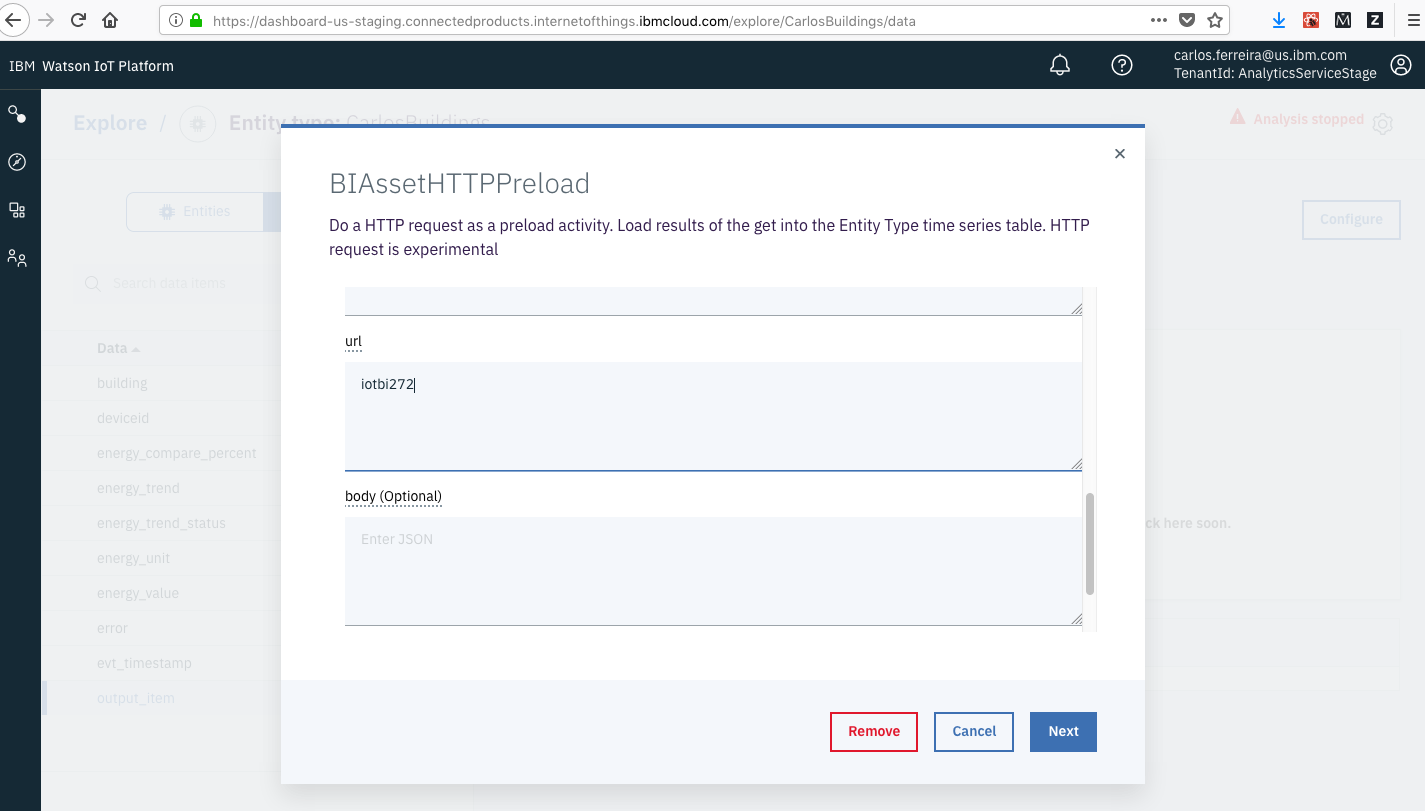 https://dashboard-us-staging.connectedproducts.internetofthings.ibmcloud.com/explore/CarlosBuildings/data
IBM Watson IoT Platform
carlos.ferreira@us.ibm.com
TenantId: AnalyticsServiceStage
Explore / Entity type: CarlosBuildings
Analysis stopped
BIAssetHTTPPreload
Entities
Configure
Do a HTTP request as a preload activity. Load results of the get into the Entity Type time series table. HTTP
request is experimental
Search data items
url
Data
building
iotbi272
deviceid
energy_compare_percent
energy_trend
body (Optional)
energy_trend_status
ck here soon.
Enter JSON
energy_unit
energy_value
error
evt_timestamp
output_item
Remove
Cancel
Next